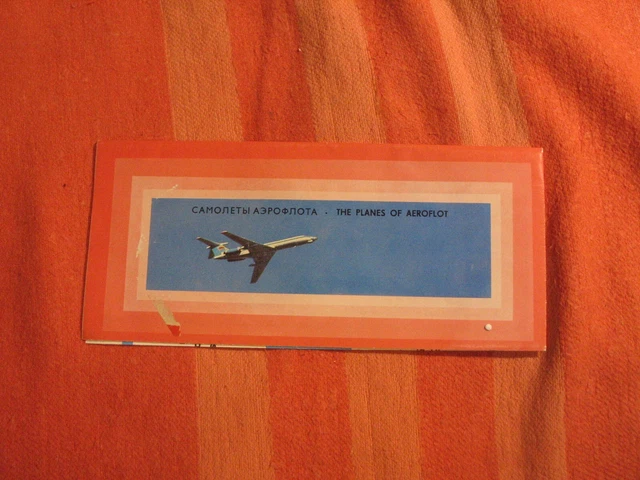 САМОЛЕТЫ АЭРОФЛОТА - THE PLANES OF AEROFLOT